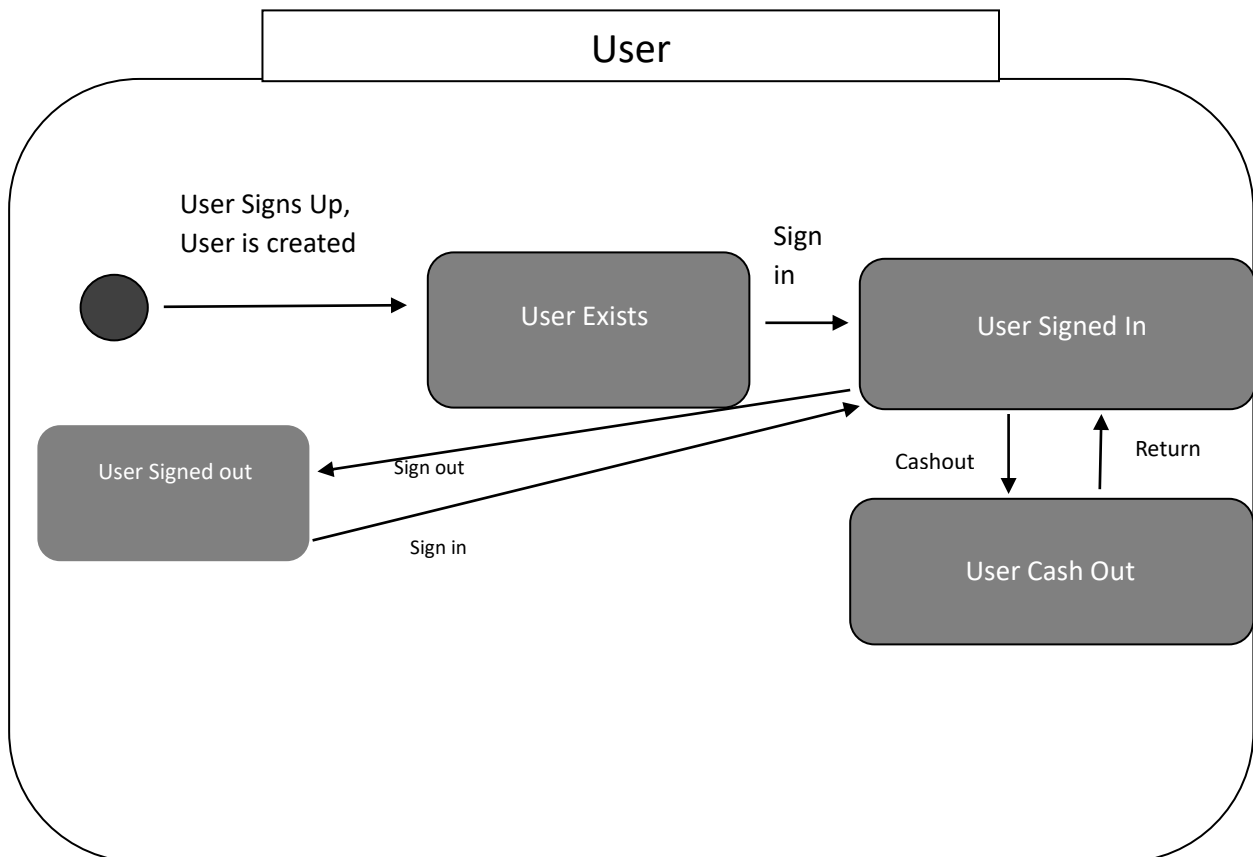 User
User Signs Up,
User is created
Sign
in
User Exists
User Signed In
User Signed out
Sign out
Sign in
Cashout
Return
User Cash Out